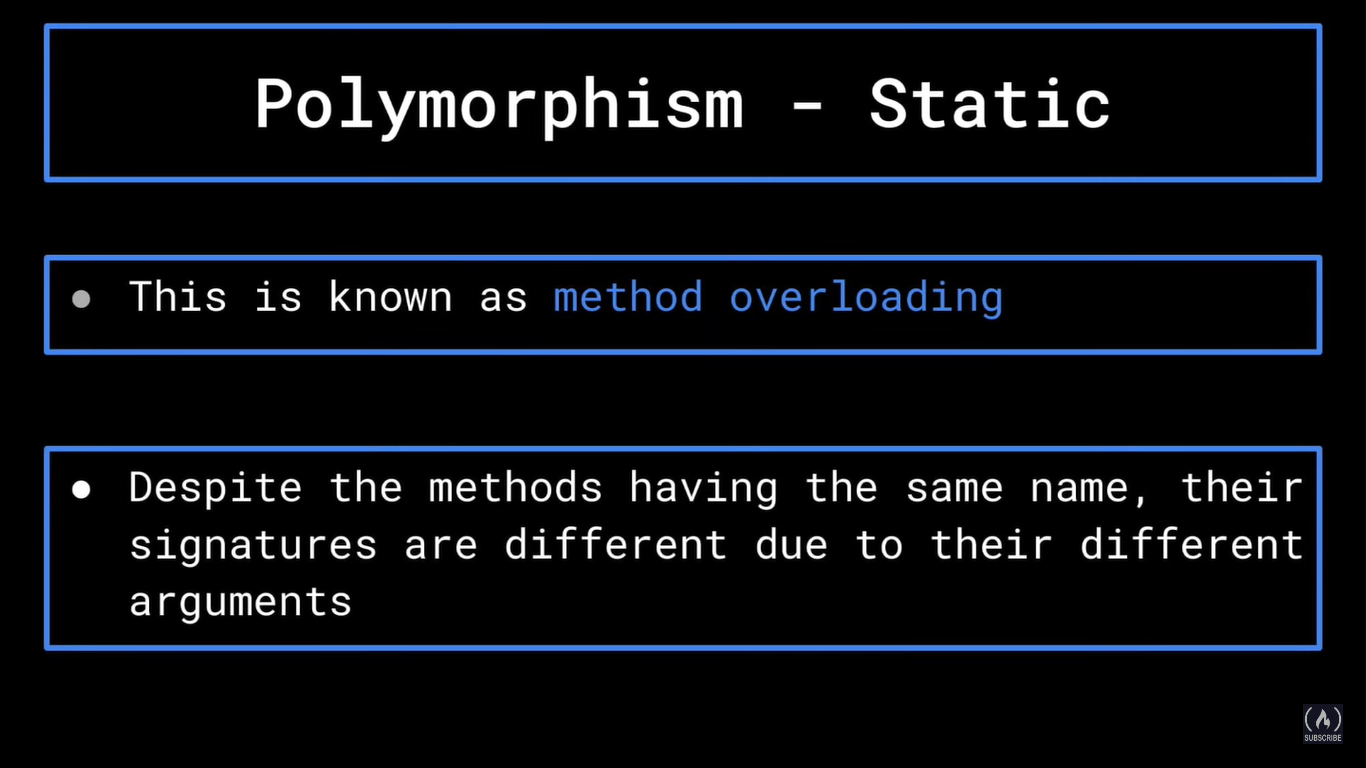 Polymorphism - Static
● This is known as method overloading
● Despite the methods having the same name, their
signatures are different due to their different
arguments
SUBSCRIBE